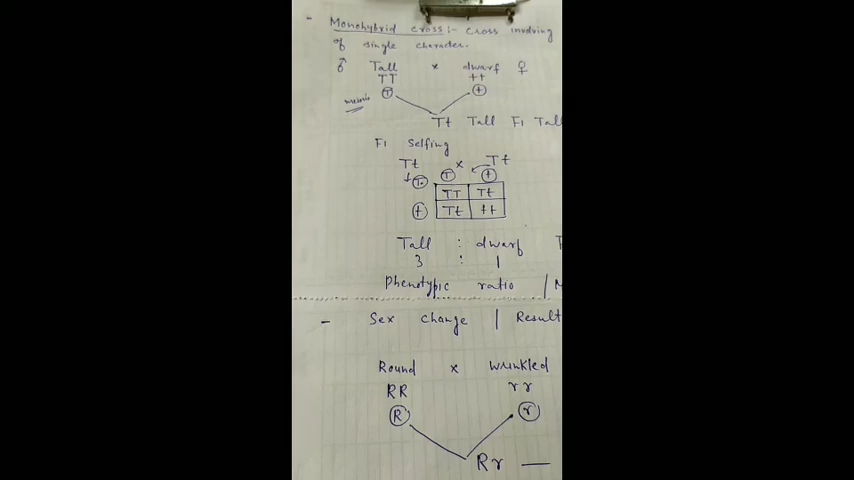 - Monohybrid cross :- cross involving
of single character.
♂ Tall × dwarf ♀
TT tt
T t
Tt Tall F1 Tall
F1 Selfing
Tt × Tt
T t
T TT Tt
t Tt tt
Tall : dwarf
3 : 1
Phenotypic ratio |
- Sex change | Result
Round × wrinkled
RR rr
R r
Rr —